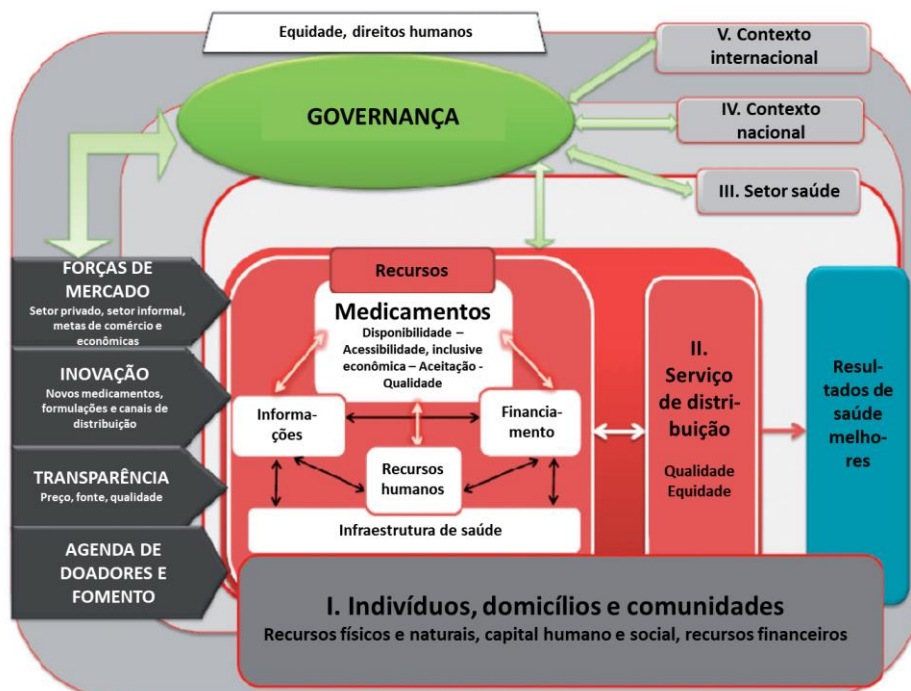 Equidade, direitos humanos
GOVERNANÇA
V. Contexto
internacional
IV. Contexto
nacional
III. Setor saúde
FORÇAS DE
MERCADO
Setor privado, setor informal,
metas de comércio e
econômicas
INOVAÇÃO
Novos medicamentos,
formulações e canais de
distribuição
TRANSPARÊNCIA
Preço, fonte, qualidade
AGENDA DE
DOADORES E
FOMENTO
Recursos
Medicamentos
Disponibilidade –
Acessibilidade, inclusive
econômica – Aceitação -
Qualidade
Informa-
ções
Financia-
mento
Recursos
humanos
Infraestrutura de saúde
II.
Serviço
de distri-
buição
Qualidade
Equidade
Resul-
tados de
saúde
melho-
res
I. Indivíduos, domicílios e comunidades
Recursos físicos e naturais, capital humano e social, recursos financeiros